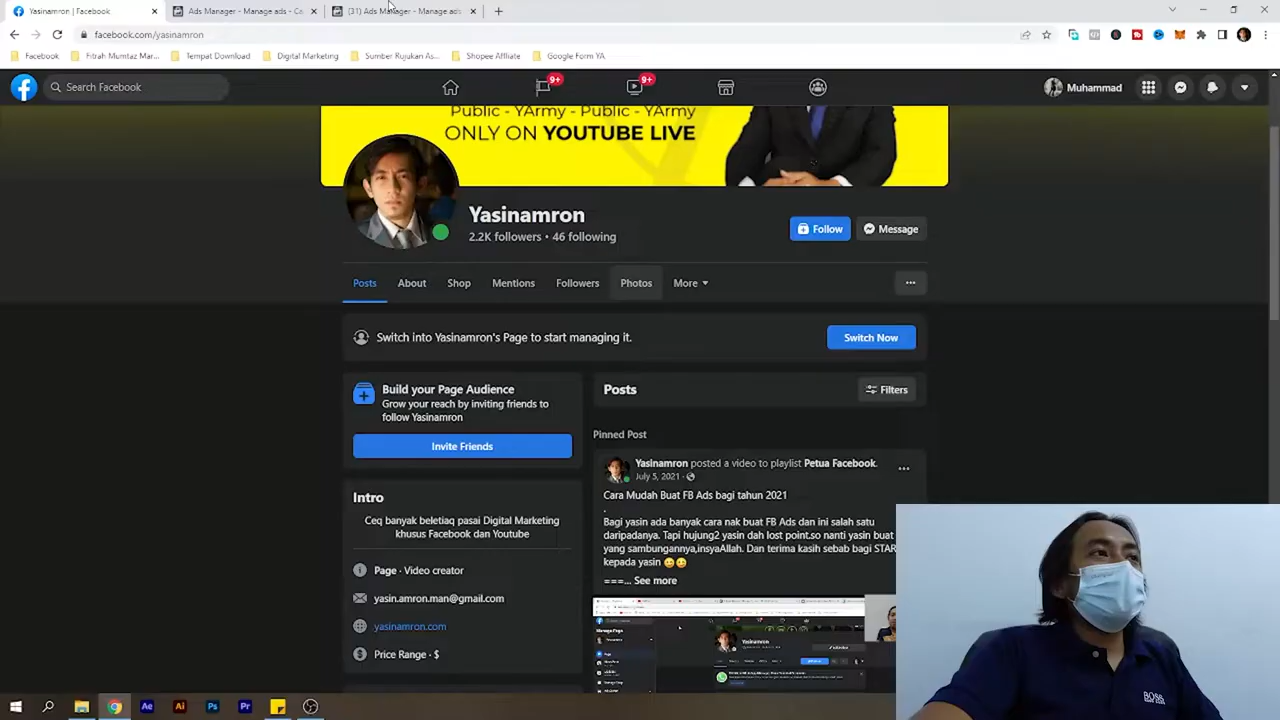 Yasinamron | Facebook
Ads Manager - Manage ads - Ca
(31) Ads Manager - Manage ads
facebook.com/yasinamron
Facebook
Fitrah Mumtaz Mar...
Tempat Download
Digital Marketing
Sumber Rujukan As...
Shopee Affliate
Google Form YA
Search Facebook
9+
9+
Muhammad
Public - YArmy - Public - YArmy
ONLY ON YOUTUBE LIVE
Yasinamron
2.2K followers • 46 following
Follow
Message
Posts
About
Shop
Mentions
Followers
Photos
More
Switch into Yasinamron's Page to start managing it.
Switch Now
Build your Page Audience
Grow your reach by inviting friends to
follow Yasinamron
Invite Friends
Intro
Ceq banyak beletiaq pasai Digital Marketing
khusus Facebook dan Youtube
Page · Video creator
yasin.amron.man@gmail.com
yasinamron.com
Price Range · $
Posts
Filters
Pinned Post
Yasinamron posted a video to playlist Petua Facebook.
July 5, 2021
Cara Mudah Buat FB Ads bagi tahun 2021
.
Bagi yasin ada banyak cara nak buat FB Ads dan ini salah satu
daripadanya. Tapi hujung2 yasin dah lost point.so nanti yasin buat
yang sambungannya,insyaAllah. Dan terima kasih sebab bagi STAR
kepada yasin
===... See more
Yasinamron
Ae
Ai
Ps
Pr
BOSS